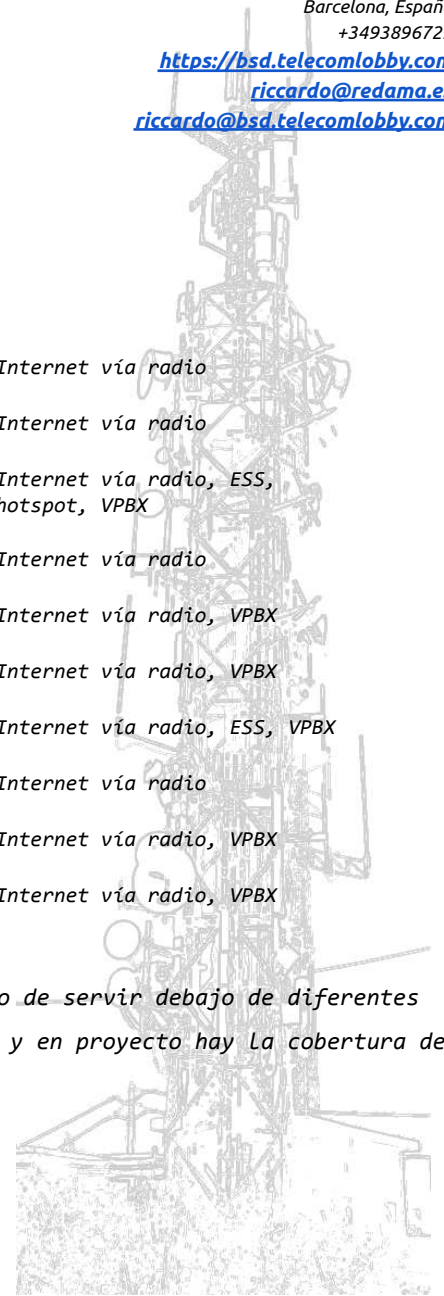 Barcelona, Españ
+349389672
https://bsd.telecomlobby.com
riccardo@redama.e
riccardo@bsd.telecomlobby.com
Internet vía radio
Internet vía radio
Internet vía radio, ESS,
hotspot, VPBX
Internet vía radio
Internet vía radio, VPBX
Internet vía radio, VPBX
Internet vía radio, ESS, VPBX
Internet vía radio
Internet vía radio, VPBX
Internet vía radio, VPBX
o de servir debajo de diferentes
y en proyecto hay la cobertura de